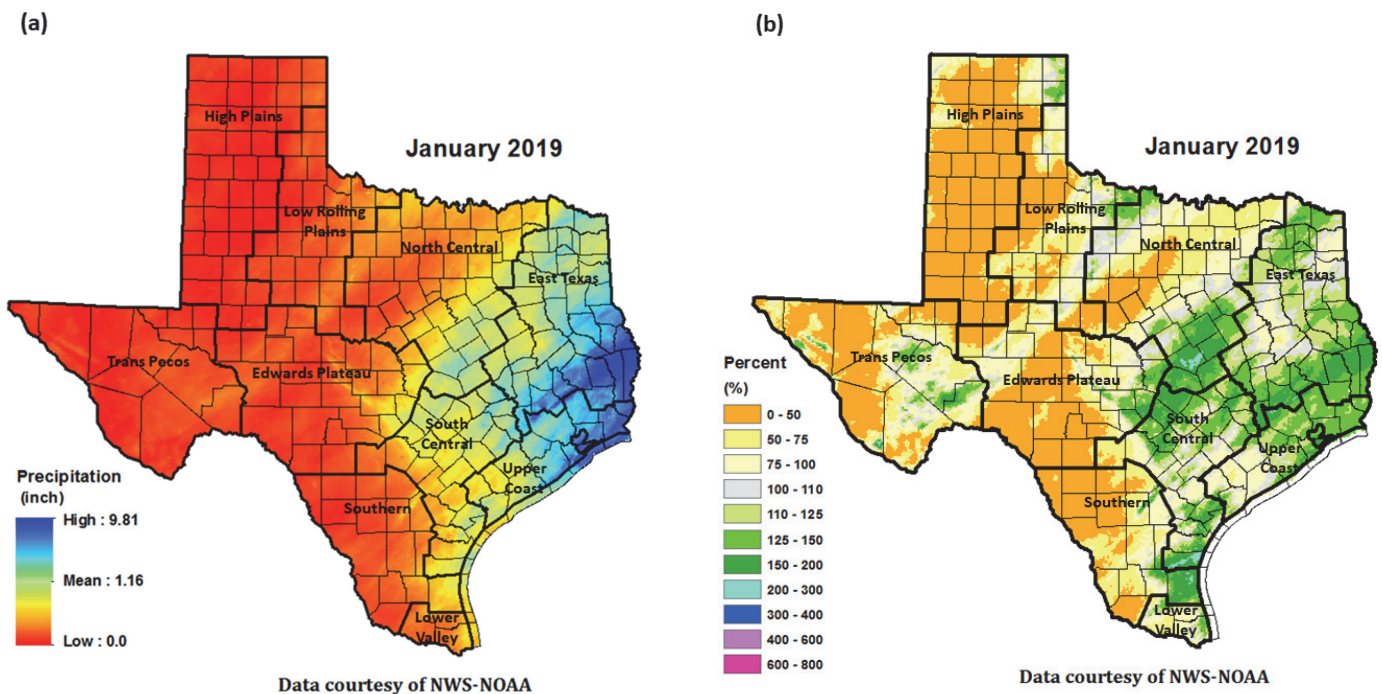 (a)
January 2019
High Plains
Low Rolling
Plains
North Central
East Texas
Trans Pecos
Edwards Plateau
South
Central
Upper
Coast
Southern
Lower
Valley
Precipitation
(inch)
High : 9.81
Mean : 1.16
Low : 0.0
Data courtesy of NWS-NOAA
(b)
January 2019
High Plains
Low Rolling
Plains
North Central
East Texas
Trans Pecos
Edwards Plateau
South
Central
Upper
Coast
Southern
Lower
Valley
Percent
(%)
0 - 50
50 - 75
75 - 100
100 - 110
110 - 125
125 - 150
150 - 200
200 - 300
300 - 400
400 - 600
600 - 800
Data courtesy of NWS-NOAA